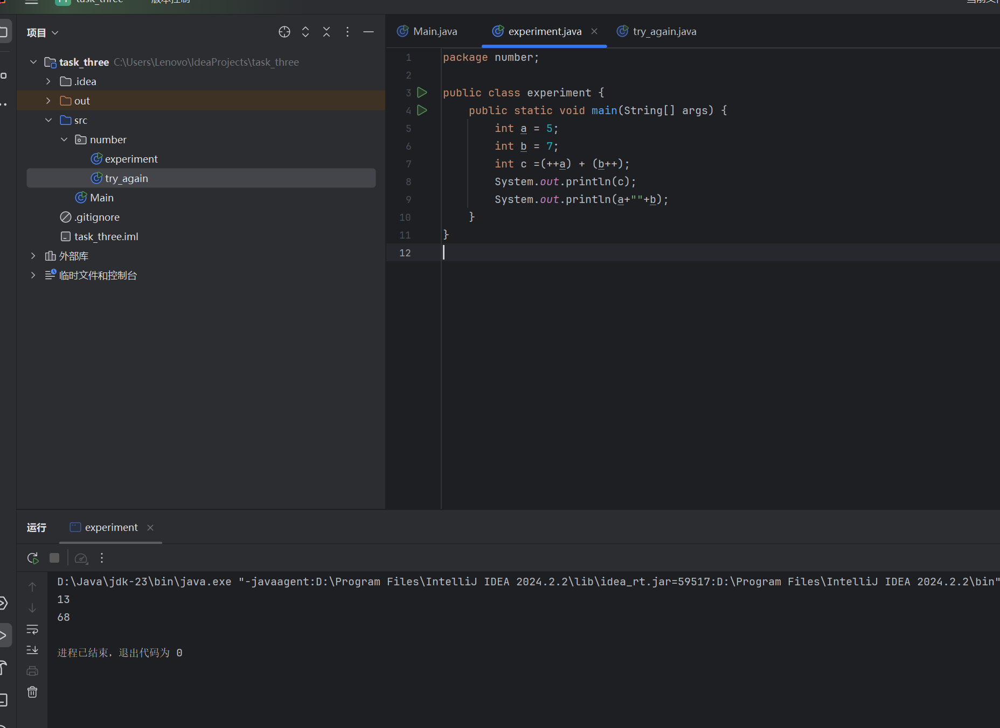 task_three 版本控制
项目
task_three C:\Users\Lenovo\IdeaProjects\task_three
.idea
out
src
number
experiment
try_again
Main
.gitignore
task_three.iml
外部库
临时文件和控制台
Main.java experiment.java try_again.java
1 package number;
2
3 public class experiment {
4 public static void main(String[] args) {
5 int a = 5;
6 int b = 7;
7 int c =(++a) + (b++);
8 System.out.println(c);
9 System.out.println(a+""+b);
10 }
11 }
12
运行 experiment
D:\Java\jdk-23\bin\java.exe "-javaagent:D:\Program Files\IntelliJ IDEA 2024.2.2\lib\idea_rt.jar=59517:D:\Program Files\IntelliJ IDEA 2024.2.2\bin"
13
68
进程已结束，退出代码为 0